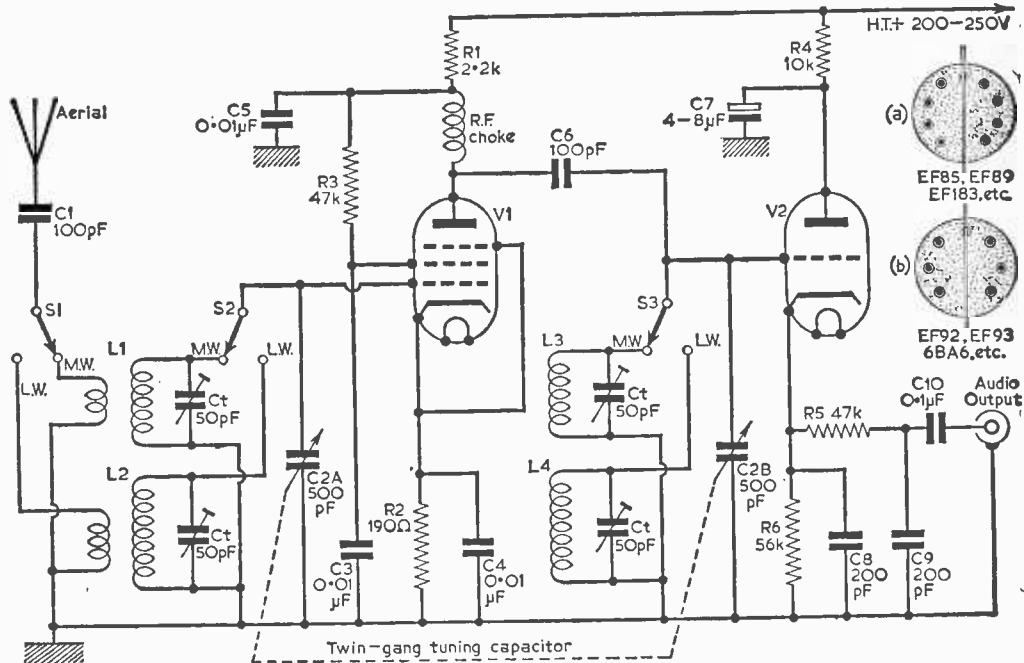 H.T.+ 200-250V
R1
2·2k
R4
10k
Aerial
C5
0·01µF
R.F.
choke
C7
4-8µF
(a)
EF85, EF89
EF183, etc.
C6
100pF
R3
47k
V1
V2
C1
100pF
(b)
EF92, EF93
6BA6, etc.
S1
S2
S3
M.W.
L.W.
L1
M.W.
L.W.
Ct
50pF
L3
M.W.
L.W.
Ct
50pF
C10
0·1µF
Audio
Output
R5 47k
L2
Ct
50pF
C2A
500
pF
R2
190Ω
L4
Ct
50pF
C2B
500
pF
R6
56k
C3
0·01
µF
C4
0·01
µF
C8
200
pF
C9
200
pF
Twin-gang tuning capacitor